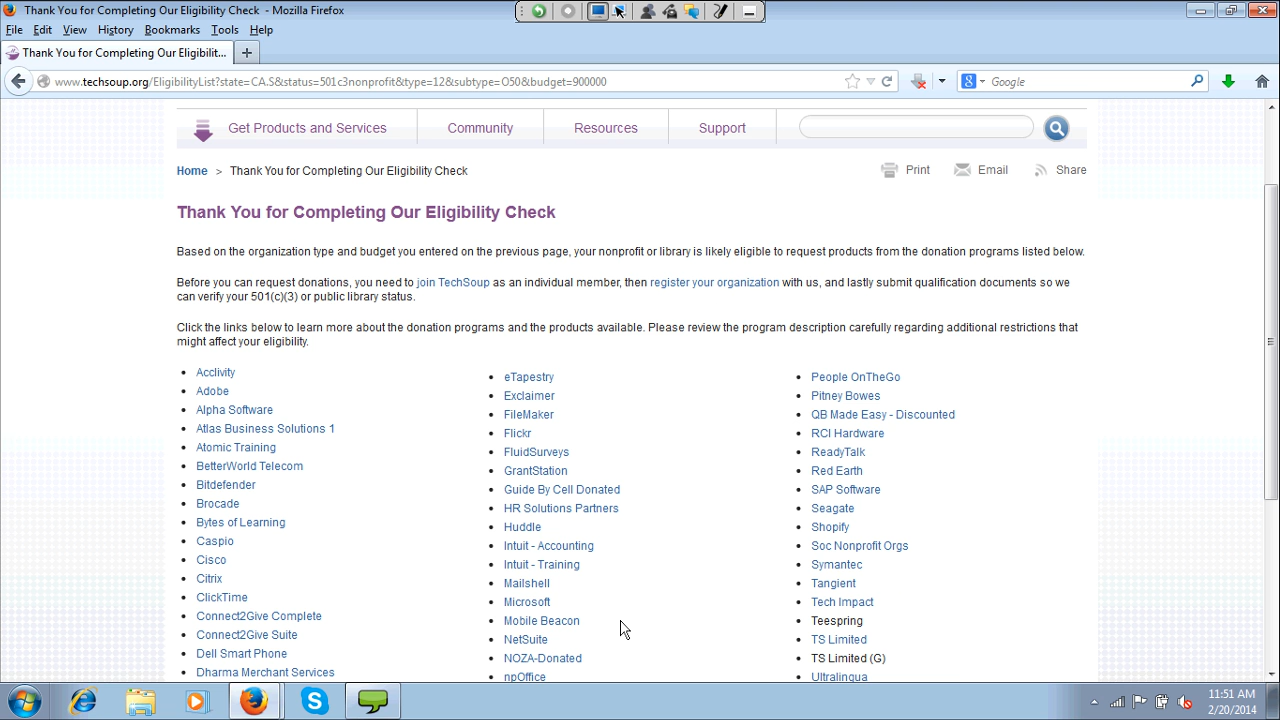 Thank You for Completing Our Eligibility Check - Mozilla Firefox
File Edit View History Bookmarks Tools Help
Thank You for Completing Our Eligibilit...
www.techsoup.org/EligibilityList?state=CA.S&status=501c3nonprofit&type=12&subtype=O50&budget=900000
Google
Get Products and Services
Community
Resources
Support
Home > Thank You for Completing Our Eligibility Check
Print
Email
Share
Thank You for Completing Our Eligibility Check
Based on the organization type and budget you entered on the previous page, your nonprofit or library is likely eligible to request products from the donation programs listed below.
Before you can request donations, you need to join TechSoup as an individual member, then register your organization with us, and lastly submit qualification documents so we
can verify your 501(c)(3) or public library status.
Click the links below to learn more about the donation programs and the products available. Please review the program description carefully regarding additional restrictions that
might affect your eligibility.
Acclivity
Adobe
Alpha Software
Atlas Business Solutions 1
Atomic Training
BetterWorld Telecom
Bitdefender
Brocade
Bytes of Learning
Caspio
Cisco
Citrix
ClickTime
Connect2Give Complete
Connect2Give Suite
Dell Smart Phone
Dharma Merchant Services
eTapestry
Exclaimer
FileMaker
Flickr
FluidSurveys
GrantStation
Guide By Cell Donated
HR Solutions Partners
Huddle
Intuit - Accounting
Intuit - Training
Mailshell
Microsoft
Mobile Beacon
NetSuite
NOZA-Donated
npOffice
People OnTheGo
Pitney Bowes
QB Made Easy - Discounted
RCI Hardware
ReadyTalk
Red Earth
SAP Software
Seagate
Shopify
Soc Nonprofit Orgs
Symantec
Tangient
Tech Impact
Teespring
TS Limited
TS Limited (G)
Ultralingua
11:51 AM
2/20/2014